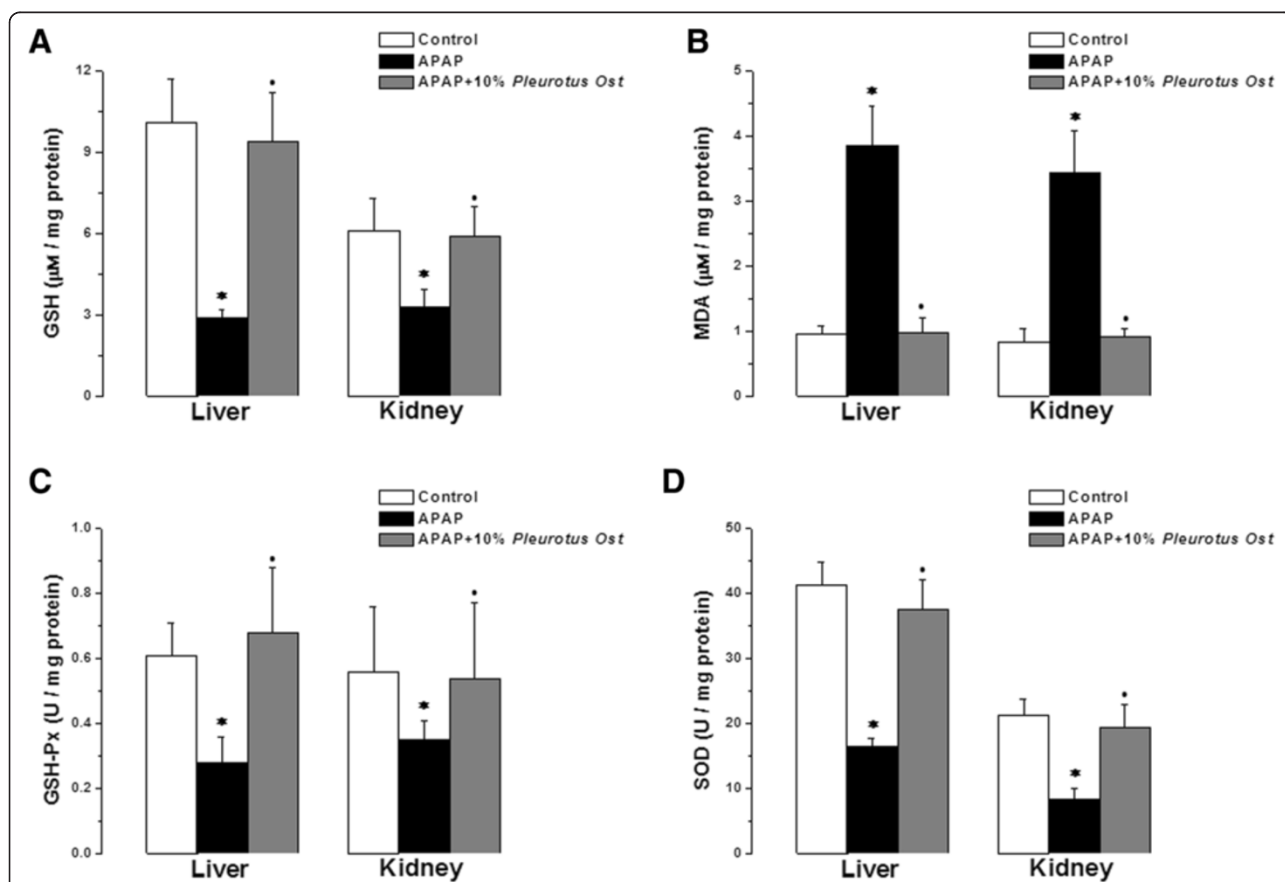 A
Control
APAP
APAP+10% Pleurotus Ost
GSH (µM / mg protein)
12
9
6
3
0
*
•
*
•
Liver
Kidney
B
Control
APAP
APAP+10% Pleurotus Ost
MDA (µM / mg protein)
5
4
3
2
1
0
*
•
*
•
Liver
Kidney
C
Control
APAP
APAP+10% Pleurotus Ost
GSH-Px (U / mg protein)
1.0
0.8
0.6
0.4
0.2
0.0
*
•
*
•
Liver
Kidney
D
Control
APAP
APAP+10% Pleurotus Ost
SOD (U / mg protein)
50
40
30
20
10
0
*
•
*
•
Liver
Kidney